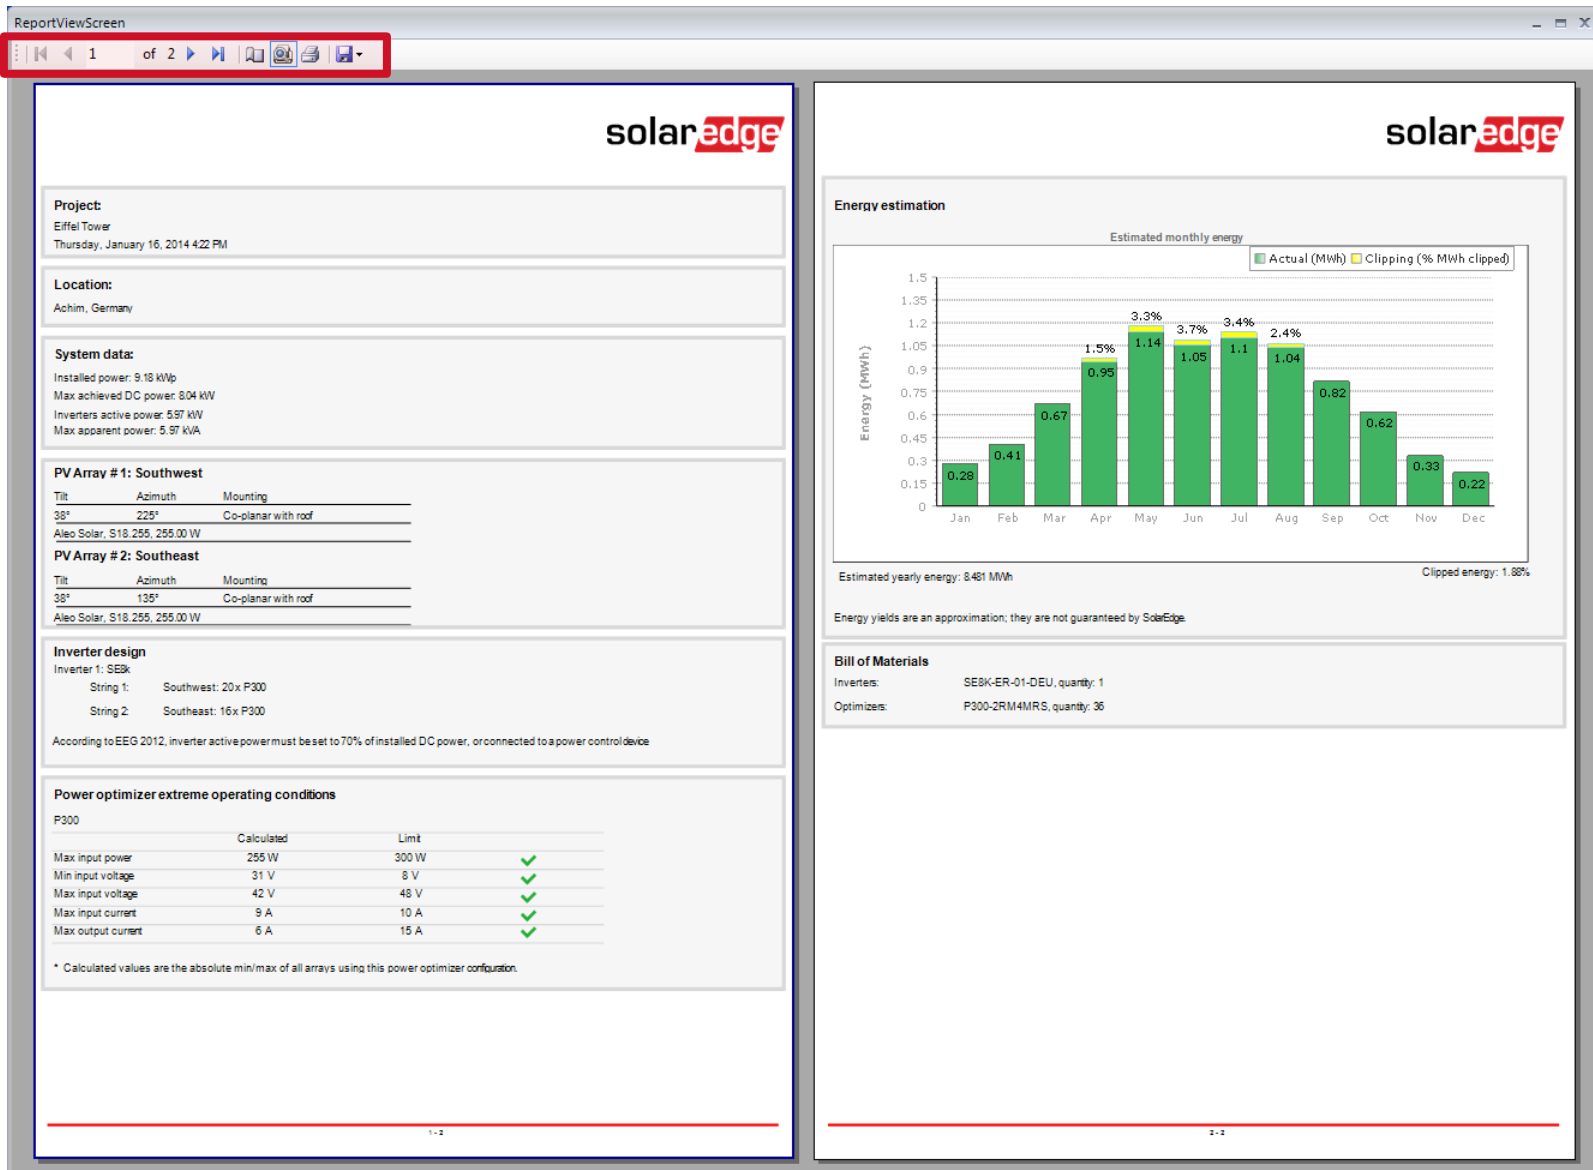 ReportViewScreen
1 of 2
solaredge
Project:
Eiffel Tower
Thursday, January 16, 2014 4:22 PM
Location:
Achim, Germany
System data:
Installed power: 9.18 kWp
Max achieved DC power: 8.04 kW
Inverters active power: 5.97 kW
Max apparent power: 5.97 kVA
PV Array #1: Southwest
Tilt Azimuth Mounting
38° 225° Co-planar with roof
Aleo Solar, S18.255, 255.00 W
PV Array #2: Southeast
Tilt Azimuth Mounting
38° 135° Co-planar with roof
Aleo Solar, S18.255, 255.00 W
Inverter design
Inverter 1: SE8k
String 1: Southwest: 20 x P300
String 2: Southeast: 16 x P300
According to EEG 2012, inverter active power must be set to 70% of installed DC power, or connected to a power control device
Power optimizer extreme operating conditions
P300
Calculated Limit
Max input power 255 W 300 W
Min input voltage 31 V 8 V
Max input voltage 42 V 48 V
Max input current 9 A 10 A
Max output current 6 A 15 A
* Calculated values are the absolute min/max of all arrays using this power optimizer configuration.
1 - 2
solaredge
Energy estimation
Estimated monthly energy
Actual (MWh) Clipping (% MWh clipped)
Energy (MWh)
1.5
1.35
1.2
1.05
0.9
0.75
0.6
0.45
0.3
0.15
0
1.5% 3.3% 3.7% 3.4% 2.4%
0.28 0.41 0.67 0.95 1.14 1.05 1.1 1.04 0.82 0.62 0.33 0.22
Jan Feb Mar Apr May Jun Jul Aug Sep Oct Nov Dec
Estimated yearly energy: 8.481 MWh
Clipped energy: 1.88%
Energy yields are an approximation; they are not guaranteed by SolarEdge.
Bill of Materials
Inverters: SE8K-ER-01-DEU, quantity: 1
Optimizers: P300-2RM4MRS, quantity: 36
2 - 2